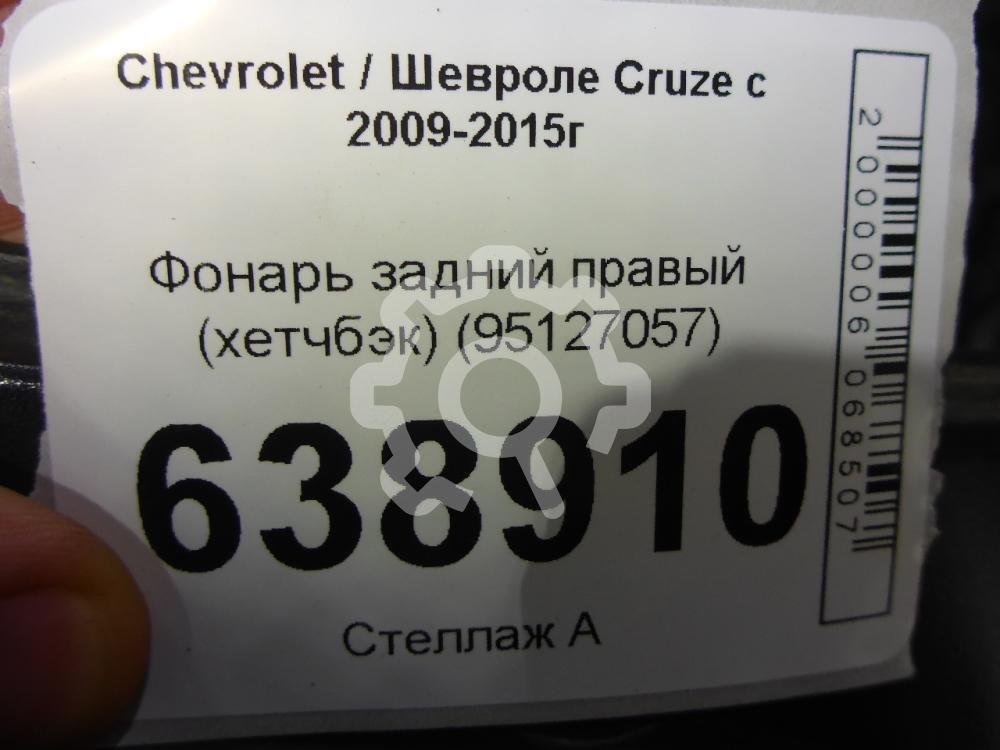 Chevrolet / Шевроле Cruze с
2009-2015г
Фонарь задний правый
(хетчбэк) (95127057)
638910
Стеллаж А
2000006068507